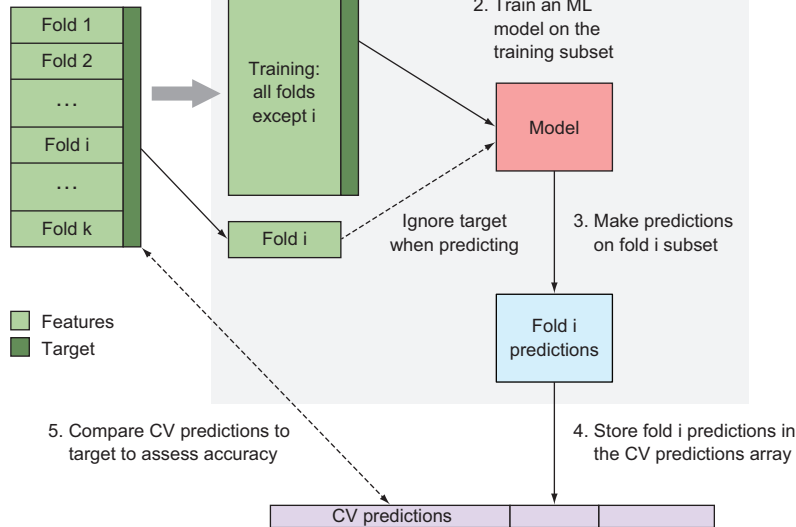 2. Train an ML
model on the
training subset
Fold 1
Fold 2
...
Fold i
...
Fold k
Training:
all folds
except i
Model
Fold i
Ignore target
when predicting
3. Make predictions
on fold i subset
Features
Target
Fold i
predictions
5. Compare CV predictions to
target to assess accuracy
4. Store fold i predictions in
the CV predictions array
CV predictions